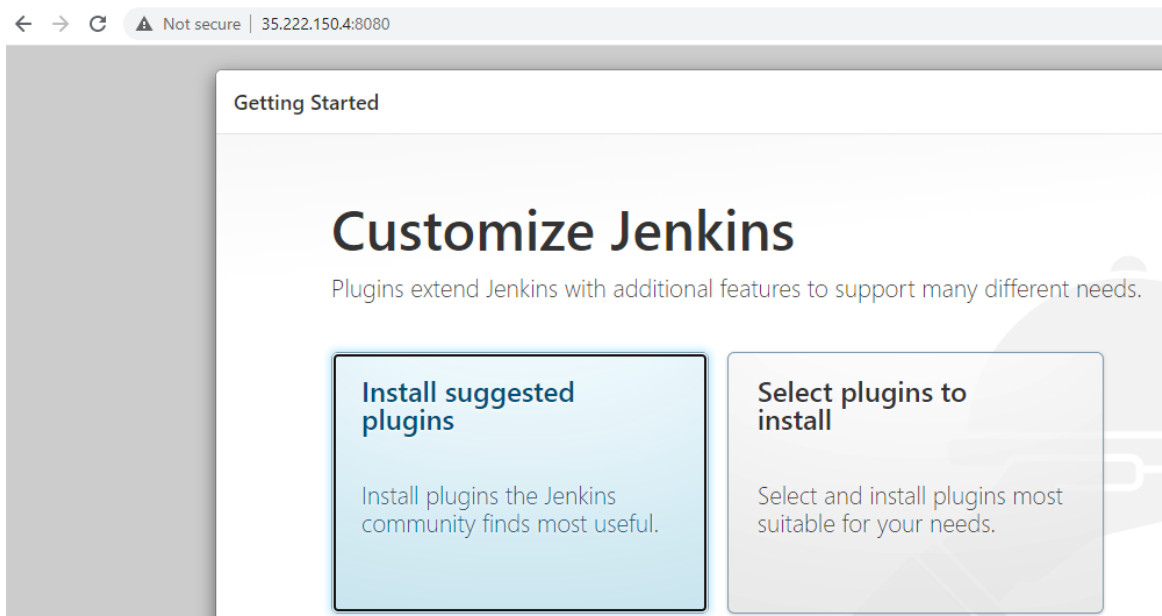 Not secure | 35.222.150.4:8080
Getting Started
Customize Jenkins
Plugins extend Jenkins with additional features to support many different needs.
Install suggested
plugins
Install plugins the Jenkins
community finds most useful.
Select plugins to
install
Select and install plugins most
suitable for your needs.